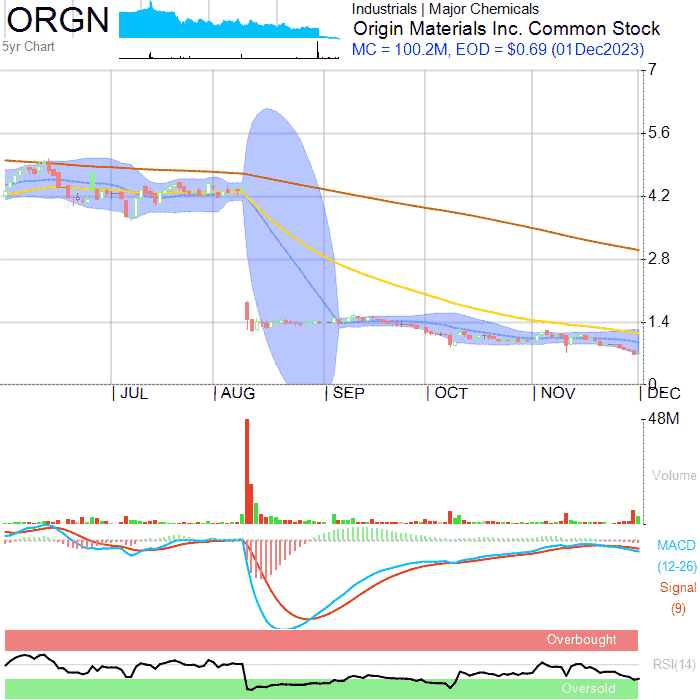 ORGN
5yr Chart
Industrials | Major Chemicals
Origin Materials Inc. Common Stock
MC = 100.2M, EOD = $0.69 (01Dec2023)
7
5.6
4.2
2.8
1.4
0
JUL AUG SEP OCT NOV DEC
48M
Volume
MACD
(12-26)
Signal
(9)
Overbought
RSI(14)
Oversold